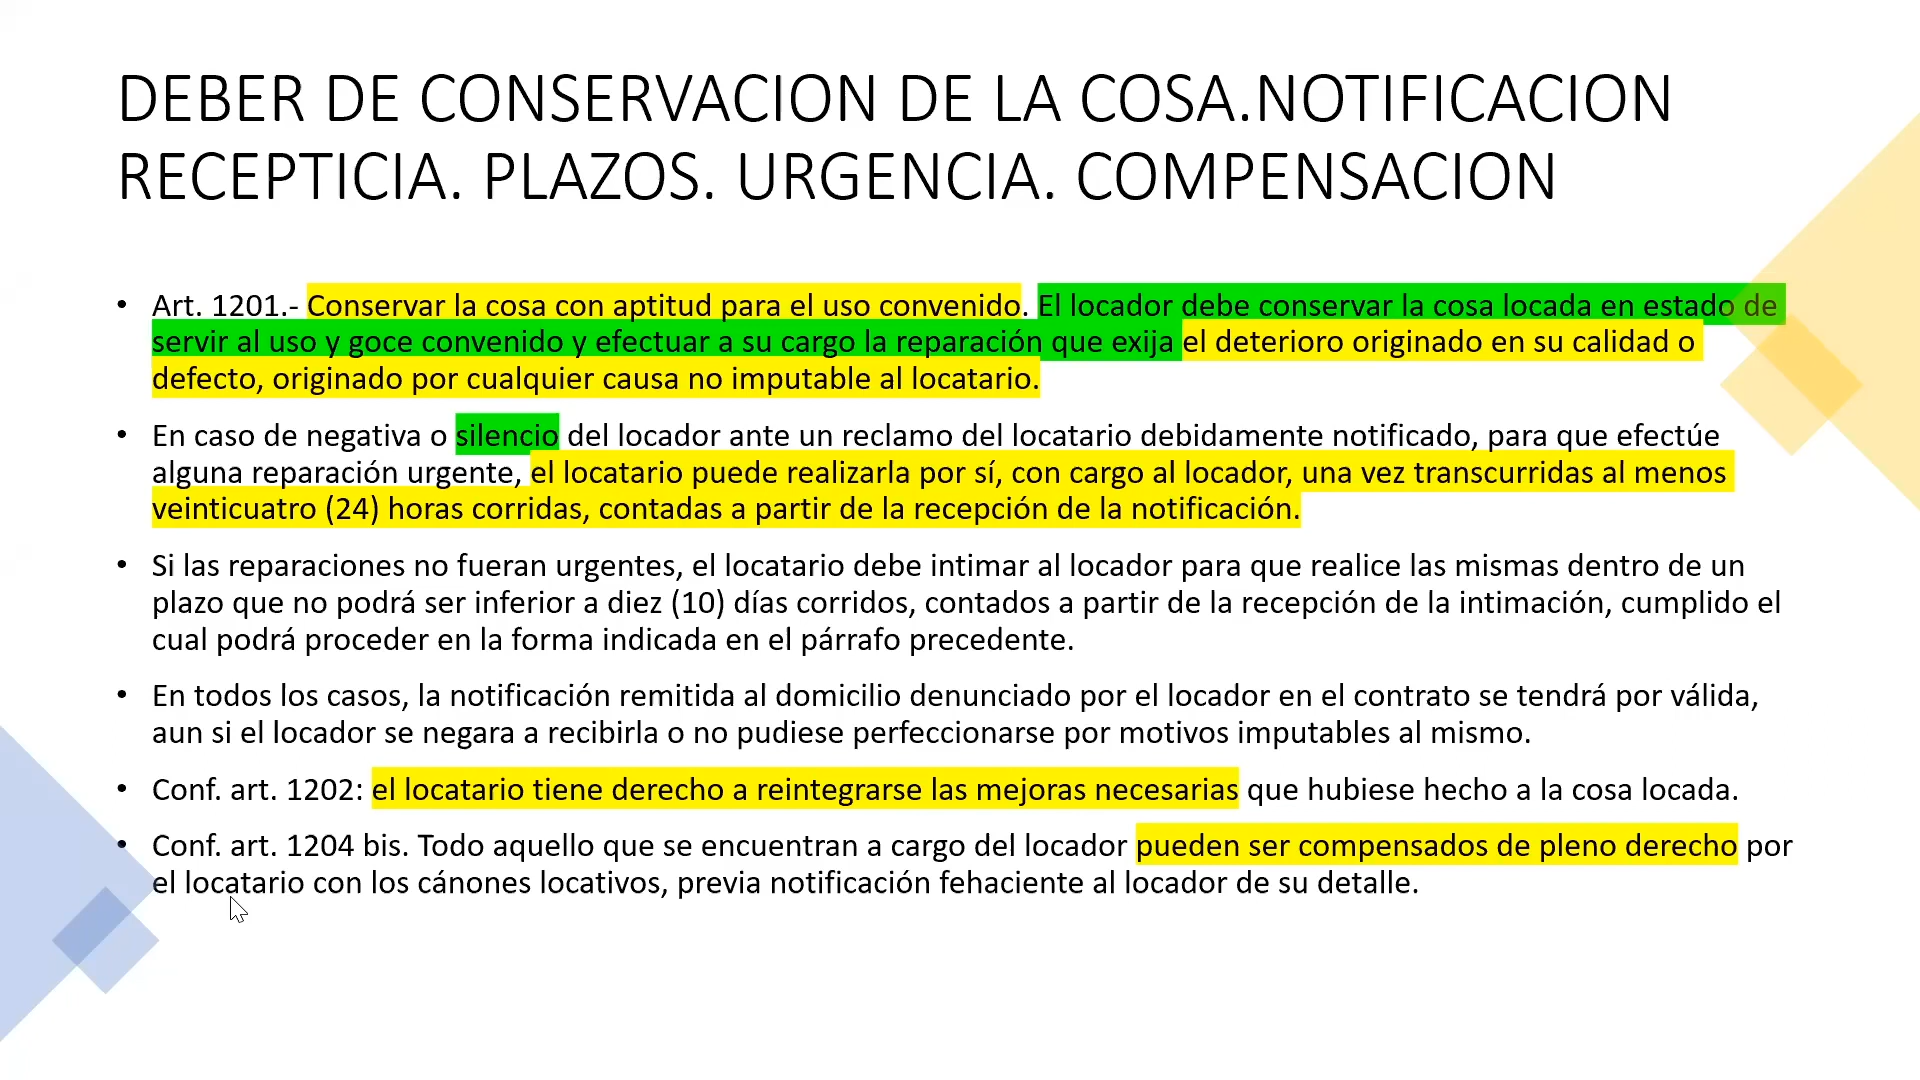 DEBER DE CONSERVACION DE LA COSA.NOTIFICACION
RECEPTICIA. PLAZOS. URGENCIA. COMPENSACION
• Art. 1201.- Conservar la cosa con aptitud para el uso convenido. El locador debe conservar la cosa locada en estado de
servir al uso y goce convenido y efectuar a su cargo la reparación que exija el deterioro originado en su calidad o
defecto, originado por cualquier causa no imputable al locatario.
• En caso de negativa o silencio del locador ante un reclamo del locatario debidamente notificado, para que efectúe
alguna reparación urgente, el locatario puede realizarla por sí, con cargo al locador, una vez transcurridas al menos
veinticuatro (24) horas corridas, contadas a partir de la recepción de la notificación.
• Si las reparaciones no fueran urgentes, el locatario debe intimar al locador para que realice las mismas dentro de un
plazo que no podrá ser inferior a diez (10) días corridos, contados a partir de la recepción de la intimación, cumplido el
cual podrá proceder en la forma indicada en el párrafo precedente.
• En todos los casos, la notificación remitida al domicilio denunciado por el locador en el contrato se tendrá por válida,
aun si el locador se negara a recibirla o no pudiese perfeccionarse por motivos imputables al mismo.
• Conf. art. 1202: el locatario tiene derecho a reintegrarse las mejoras necesarias que hubiese hecho a la cosa locada.
• Conf. art. 1204 bis. Todo aquello que se encuentran a cargo del locador pueden ser compensados de pleno derecho por
el locatario con los cánones locativos, previa notificación fehaciente al locador de su detalle.